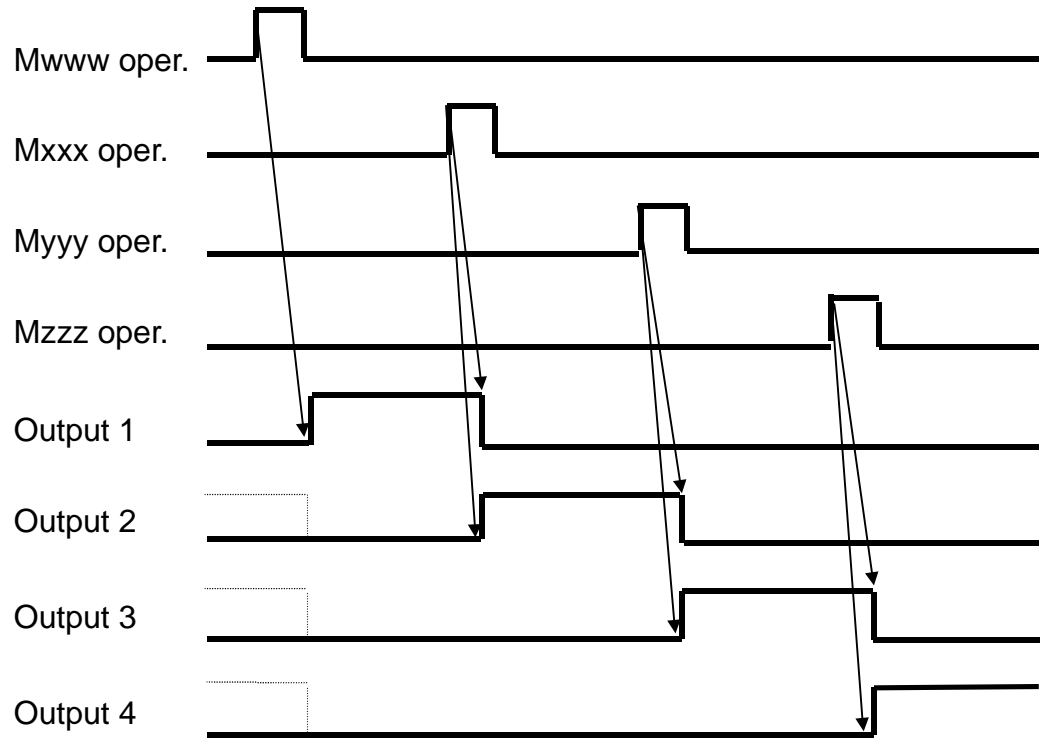 Mwww oper.
Mxxx oper.
Myyy oper.
Mzzz oper.
Output 1
Output 2
Output 3
Output 4